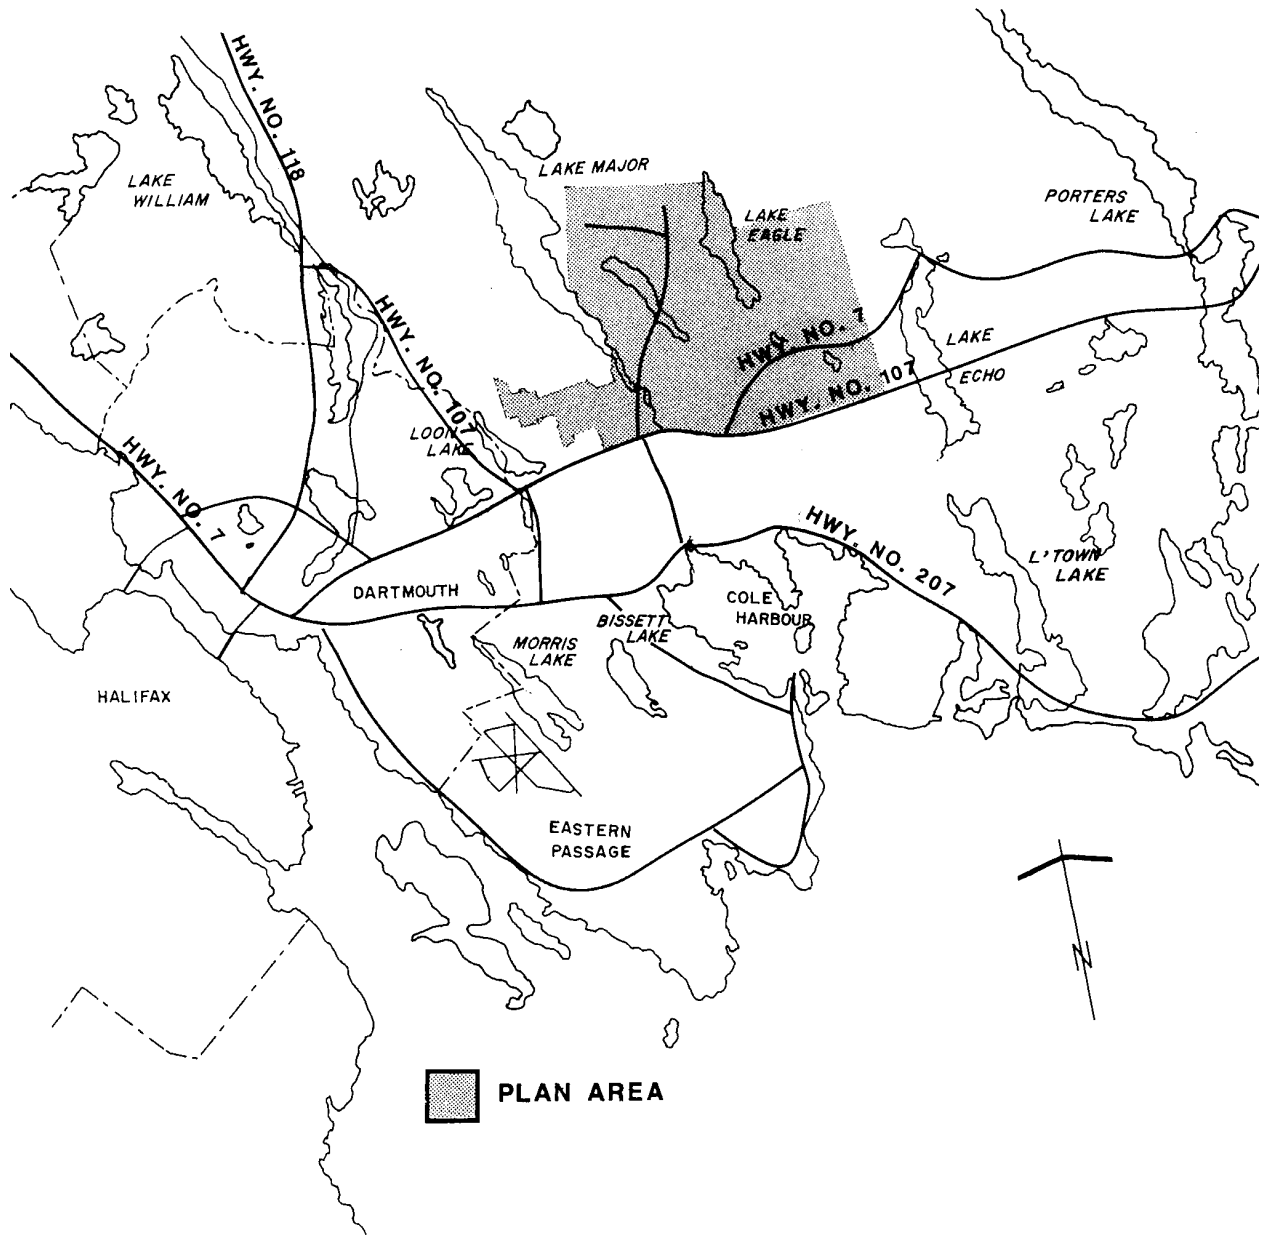 HWY. NO. 118
LAKE MAJOR
LAKE
WILLIAM
PORTERS
LAKE
LAKE
EAGLE
HWY. NO. 107
HWY. NO. 7
LAKE
ECHO
HWY. NO. 107
LOON
LAKE
HWY. NO. 7
HWY. NO. 207
L'TOWN
LAKE
DARTMOUTH
COLE
HARBOUR
BISSETT
LAKE
MORRIS
LAKE
HALIFAX
EASTERN
PASSAGE
N
PLAN AREA